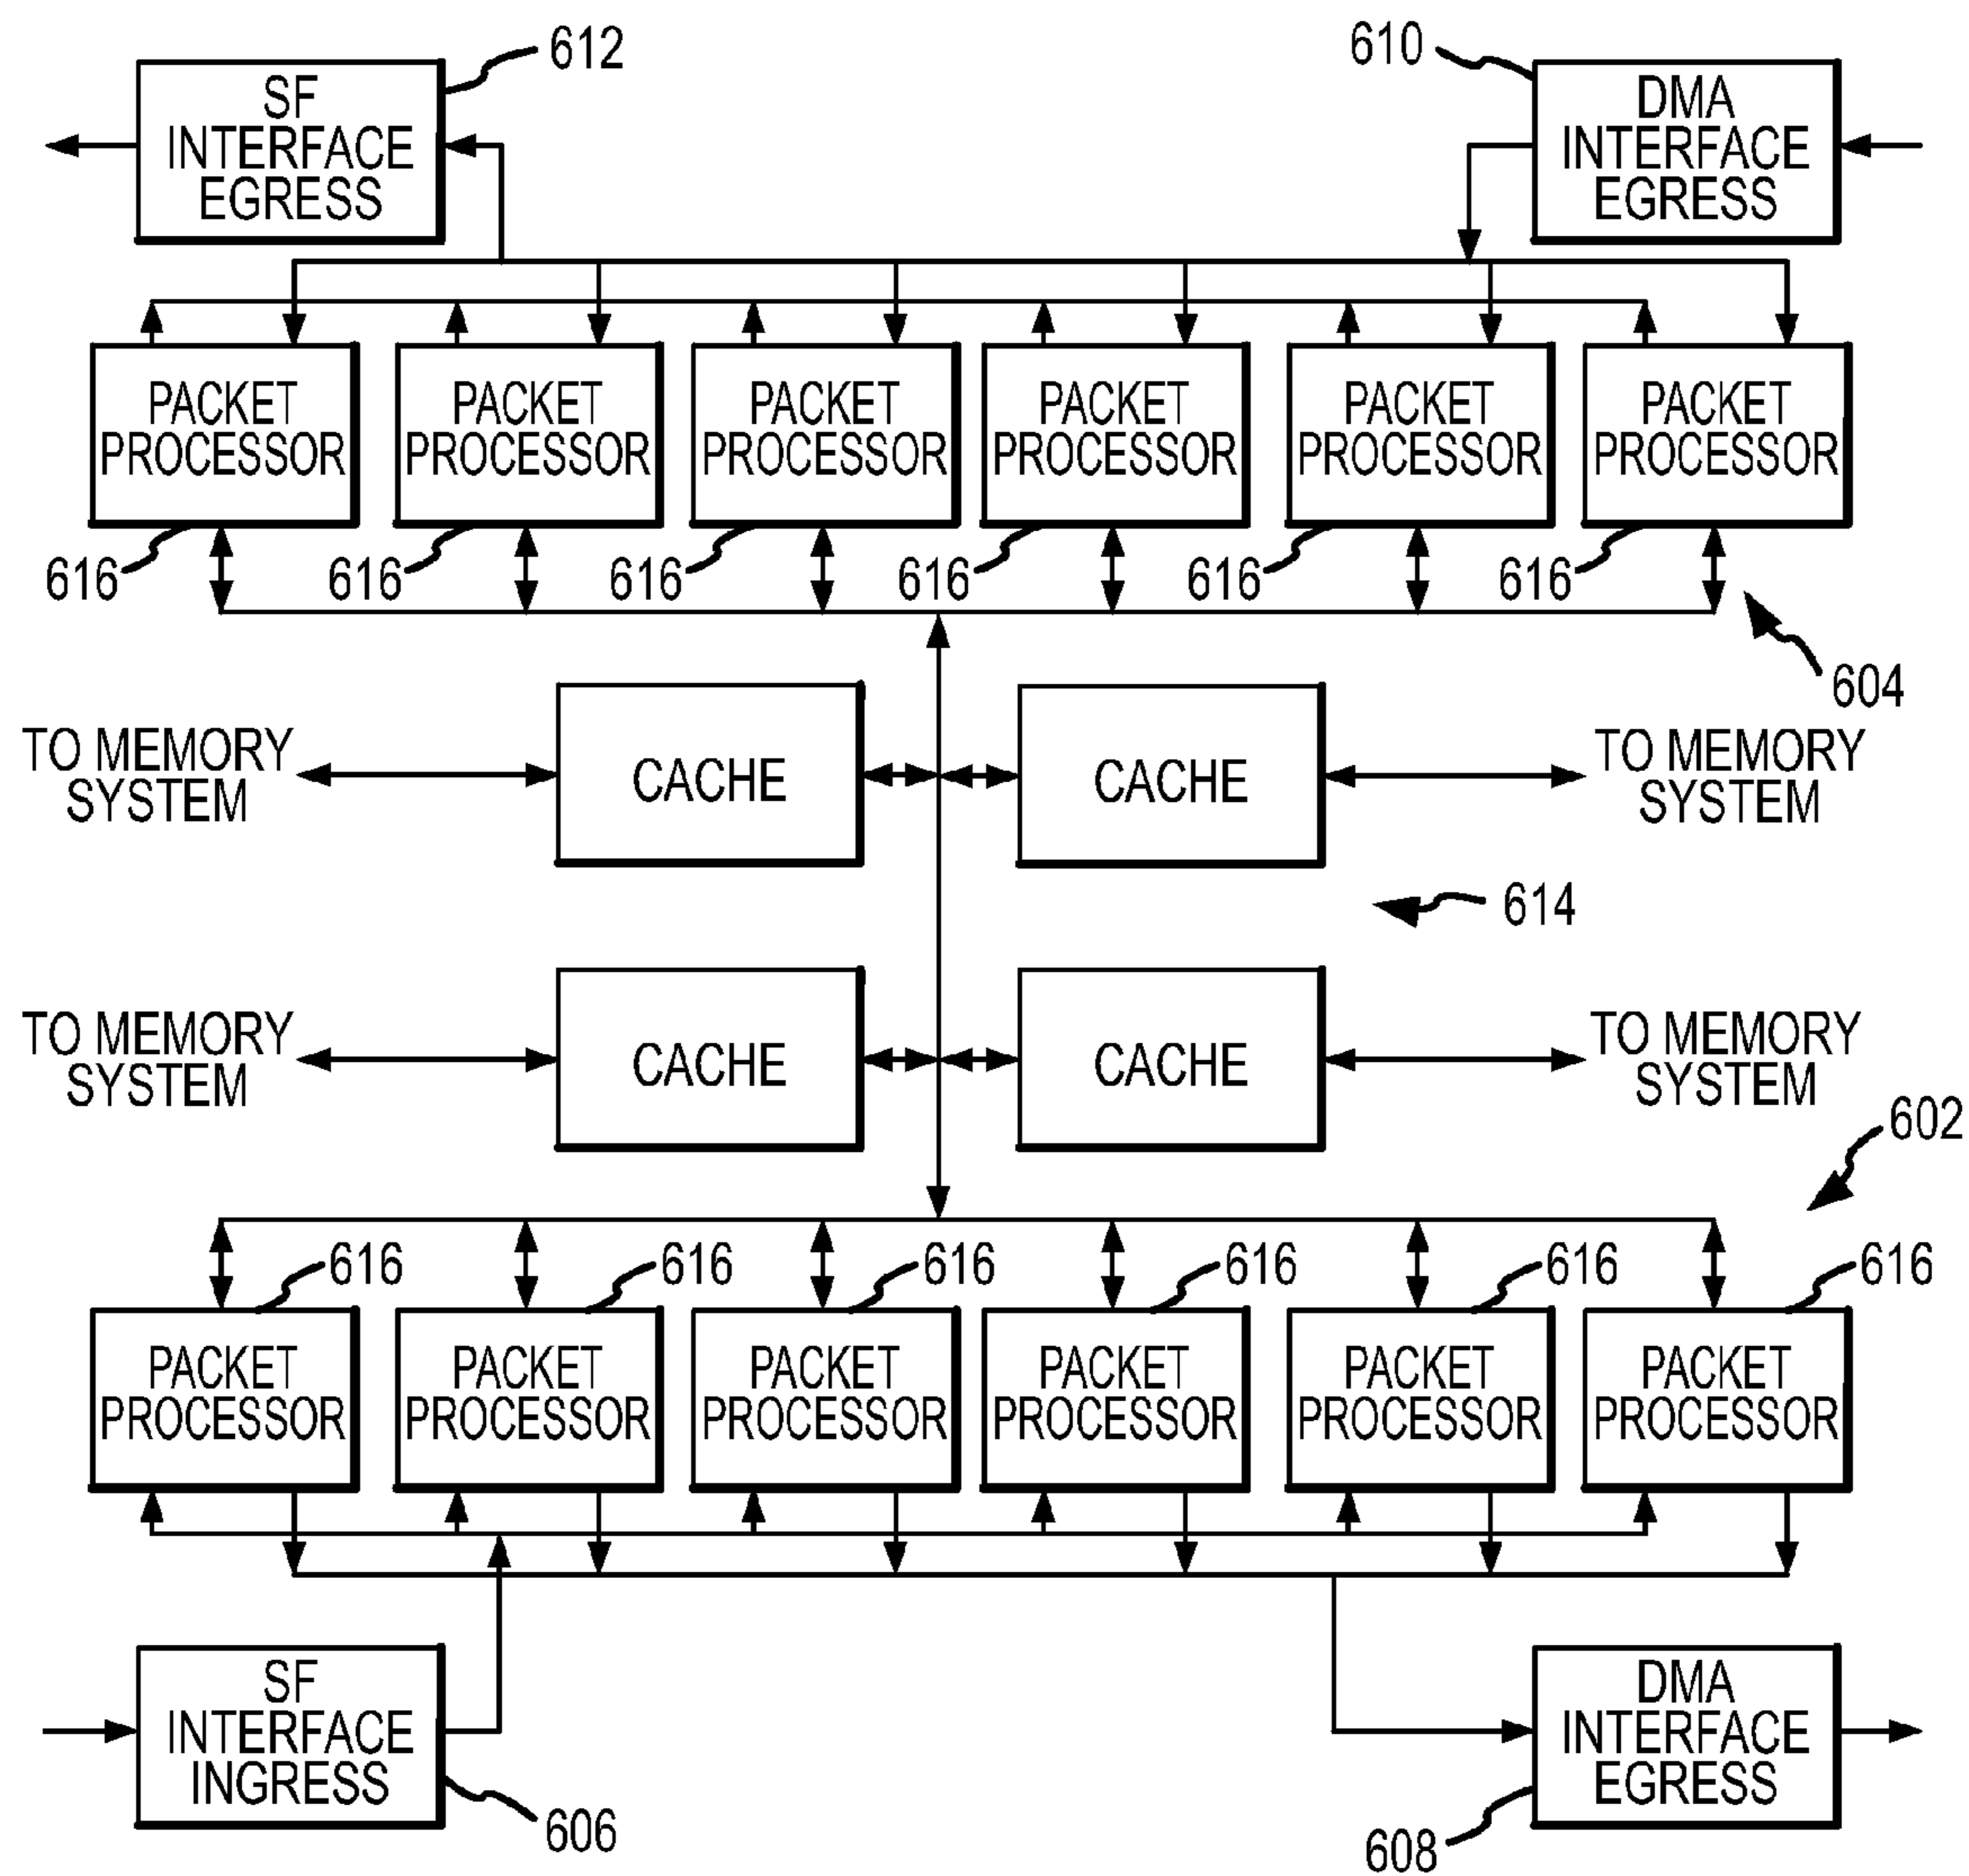 612
610
SF
INTERFACE
EGRESS
DMA
INTERFACE
EGRESS
PACKET
PROCESSOR
PACKET
PROCESSOR
PACKET
PROCESSOR
PACKET
PROCESSOR
PACKET
PROCESSOR
PACKET
PROCESSOR
616
616
616
616
616
616
604
TO MEMORY
SYSTEM
CACHE
CACHE
TO MEMORY
SYSTEM
614
TO MEMORY
SYSTEM
CACHE
CACHE
TO MEMORY
SYSTEM
602
616
616
616
616
616
616
PACKET
PROCESSOR
PACKET
PROCESSOR
PACKET
PROCESSOR
PACKET
PROCESSOR
PACKET
PROCESSOR
PACKET
PROCESSOR
SF
INTERFACE
INGRESS
DMA
INTERFACE
EGRESS
606
608